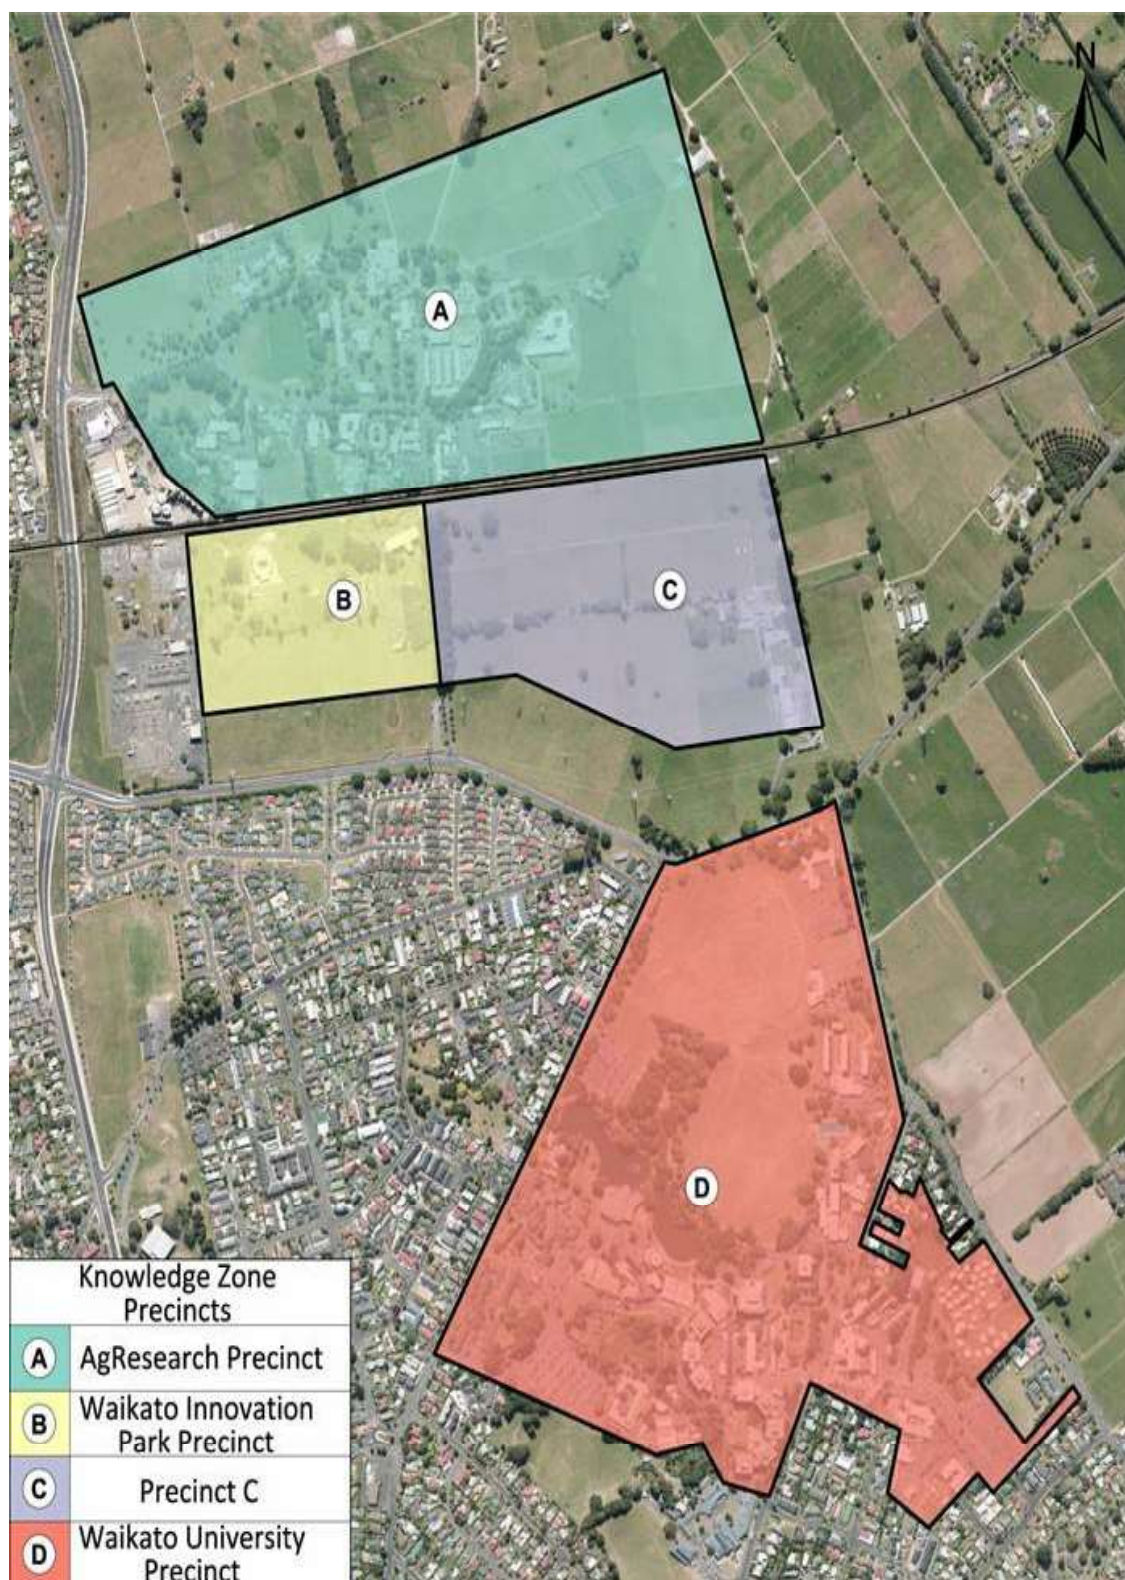 N
A
B
C
D
Knowledge Zone
Precincts
A AgResearch Precinct
B Waikato Innovation
Park Precinct
C Precinct C
D Waikato University
Precinct